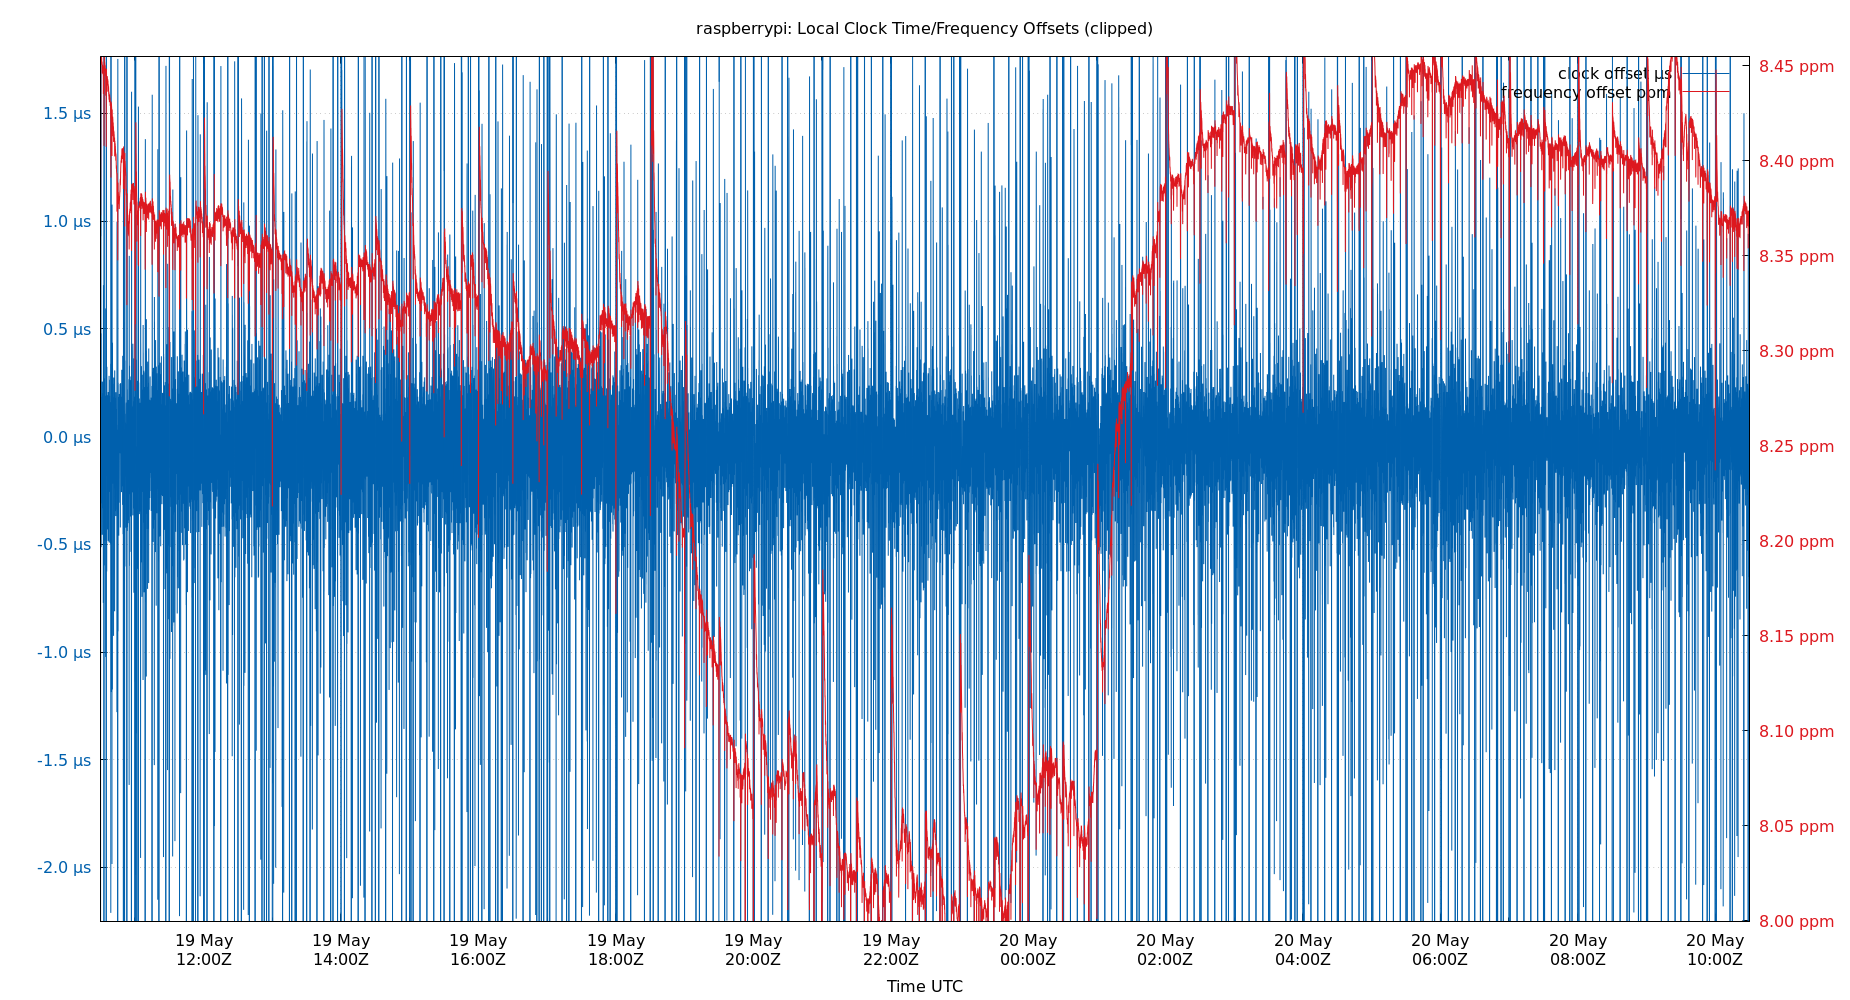 raspberrypi: Local Clock Time/Frequency Offsets (clipped)
clock offset µs
frequency offset ppm
1.5 µs
1.0 µs
0.5 µs
0.0 µs
-0.5 µs
-1.0 µs
-1.5 µs
-2.0 µs
8.45 ppm
8.40 ppm
8.35 ppm
8.30 ppm
8.25 ppm
8.20 ppm
8.15 ppm
8.10 ppm
8.05 ppm
8.00 ppm
19 May
12:00Z
19 May
14:00Z
19 May
16:00Z
19 May
18:00Z
19 May
20:00Z
19 May
22:00Z
20 May
00:00Z
20 May
02:00Z
20 May
04:00Z
20 May
06:00Z
20 May
08:00Z
20 May
10:00Z
Time UTC